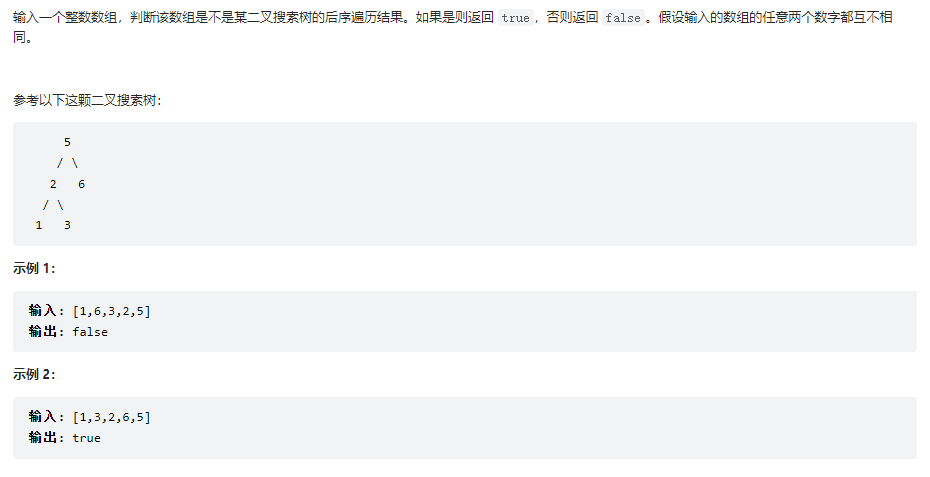 输入一个整数数组，判断该数组是不是某二叉搜索树的后序遍历结果。如果是则返回 true，否则返回 false。假设输入的数组的任意两个数字都互不相
同。
参考以下这颗二叉搜索树：
5
/ \
2 6
/ \
1 3
示例 1：
输入：[1,6,3,2,5]
输出：false
示例 2：
输入：[1,3,2,6,5]
输出：true